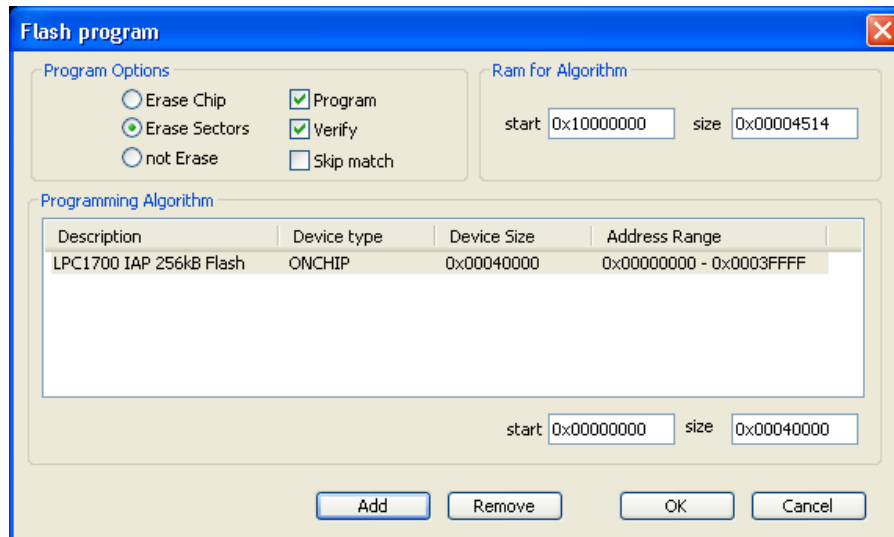 Flash program
Program Options
Erase Chip
Program
Erase Sectors
Verify
not Erase
Skip match
Ram for Algorithm
start 0x10000000 size 0x00004514
Programming Algorithm
Description Device type Device Size Address Range
LPC1700 IAP 256kB Flash ONCHIP 0x00040000 0x00000000 - 0x0003FFFF
start 0x00000000 size 0x00040000
Add Remove OK Cancel